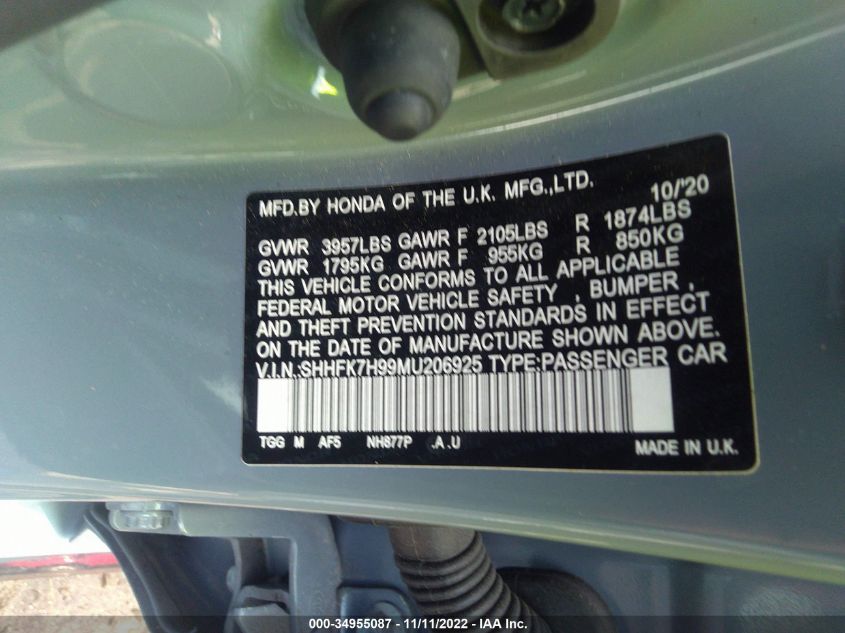 MFD.BY HONDA OF THE U.K. MFG.,LTD. 10/'20
GVWR 3957LBS GAWR F 2105LBS R 1874LBS
GVWR 1795KG GAWR F 955KG R 850KG
THIS VEHICLE CONFORMS TO ALL APPLICABLE
FEDERAL MOTOR VEHICLE SAFETY , BUMPER ,
AND THEFT PREVENTION STANDARDS IN EFFECT
ON THE DATE OF MANUFACTURE SHOWN ABOVE.
V.I.N.:SHHFK7H99MU206925 TYPE:PASSENGER CAR
TGG M AF5 NH877P .A .U MADE IN U.K.
000-34955087 - 11/11/2022 - IAA Inc.